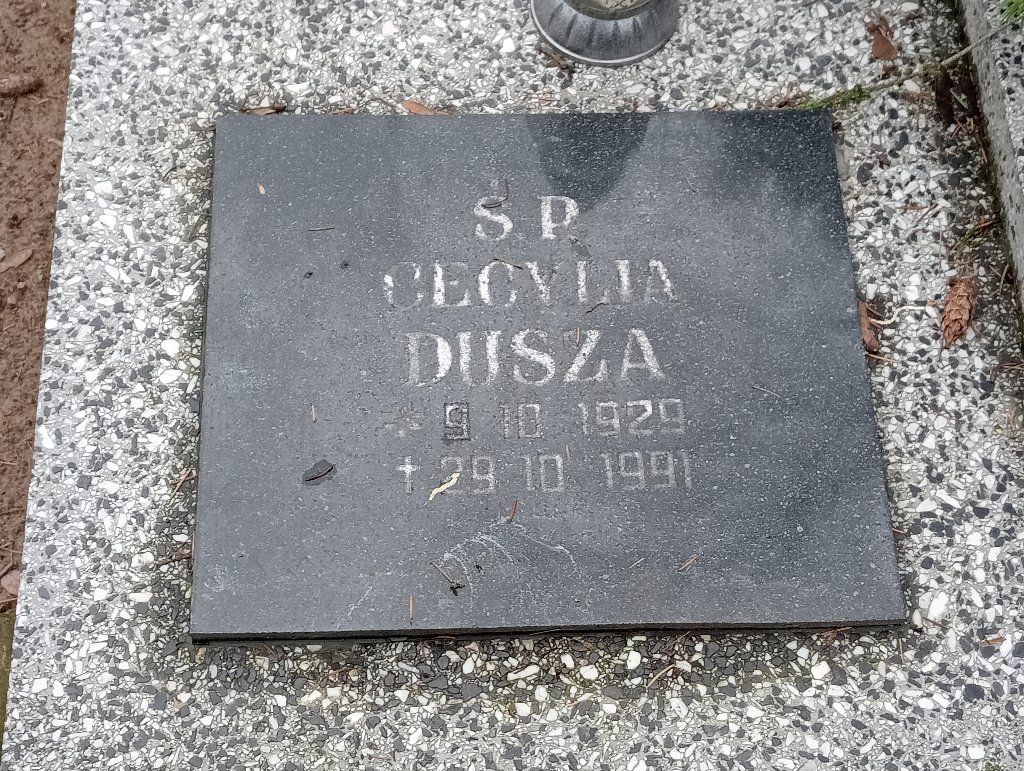 Ś P.
CECYLIA
DUSZA
* 9 10 1929
† 29 10 1991